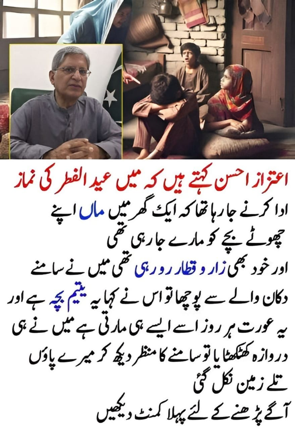 اعتزاز احسن کہتے ہیں کہ میں عید الفطر کی نماز
ادا کرنے جا رہا تھا کہ ایک گھر میں ماں اپنے
چھوٹے بچے کو مارے جا رہی تھی
اور خود بھی زار و قطار رو رہی تھی میں نے سامنے
دکان والے سے پوچھا تو اس نے کہا یہ یتیم بچہ ہے اور
یہ عورت ہر روز اسے ایسے ہی مارتی ہے میں نے ہی
دروازہ کھٹکھٹایا تو سامنے کا منظر دیکھ کر میرے پاؤں
تلے زمین نکل گئی
آگے پڑھنے کے لئے پہلا کمنٹ دیکھیں